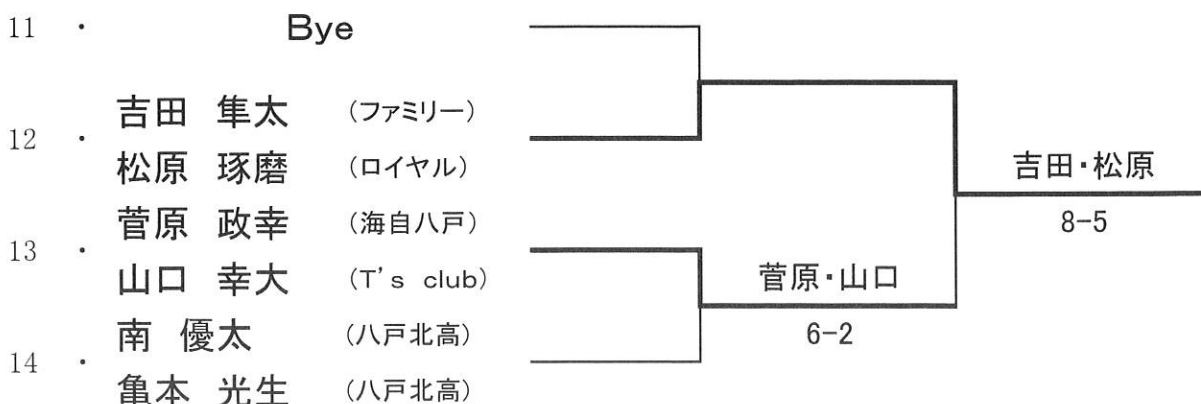 11 ・ Bye
吉田 隼太 (ファミリー)
12 ・
松原 琢磨 (ロイヤル)
吉田・松原
菅原 政幸 (海自八戸)
8-5
13 ・
山口 幸大 (T's club)
菅原・山口
南 優太 (八戸北高)
6-2
14 ・
亀本 光生 (八戸北高)